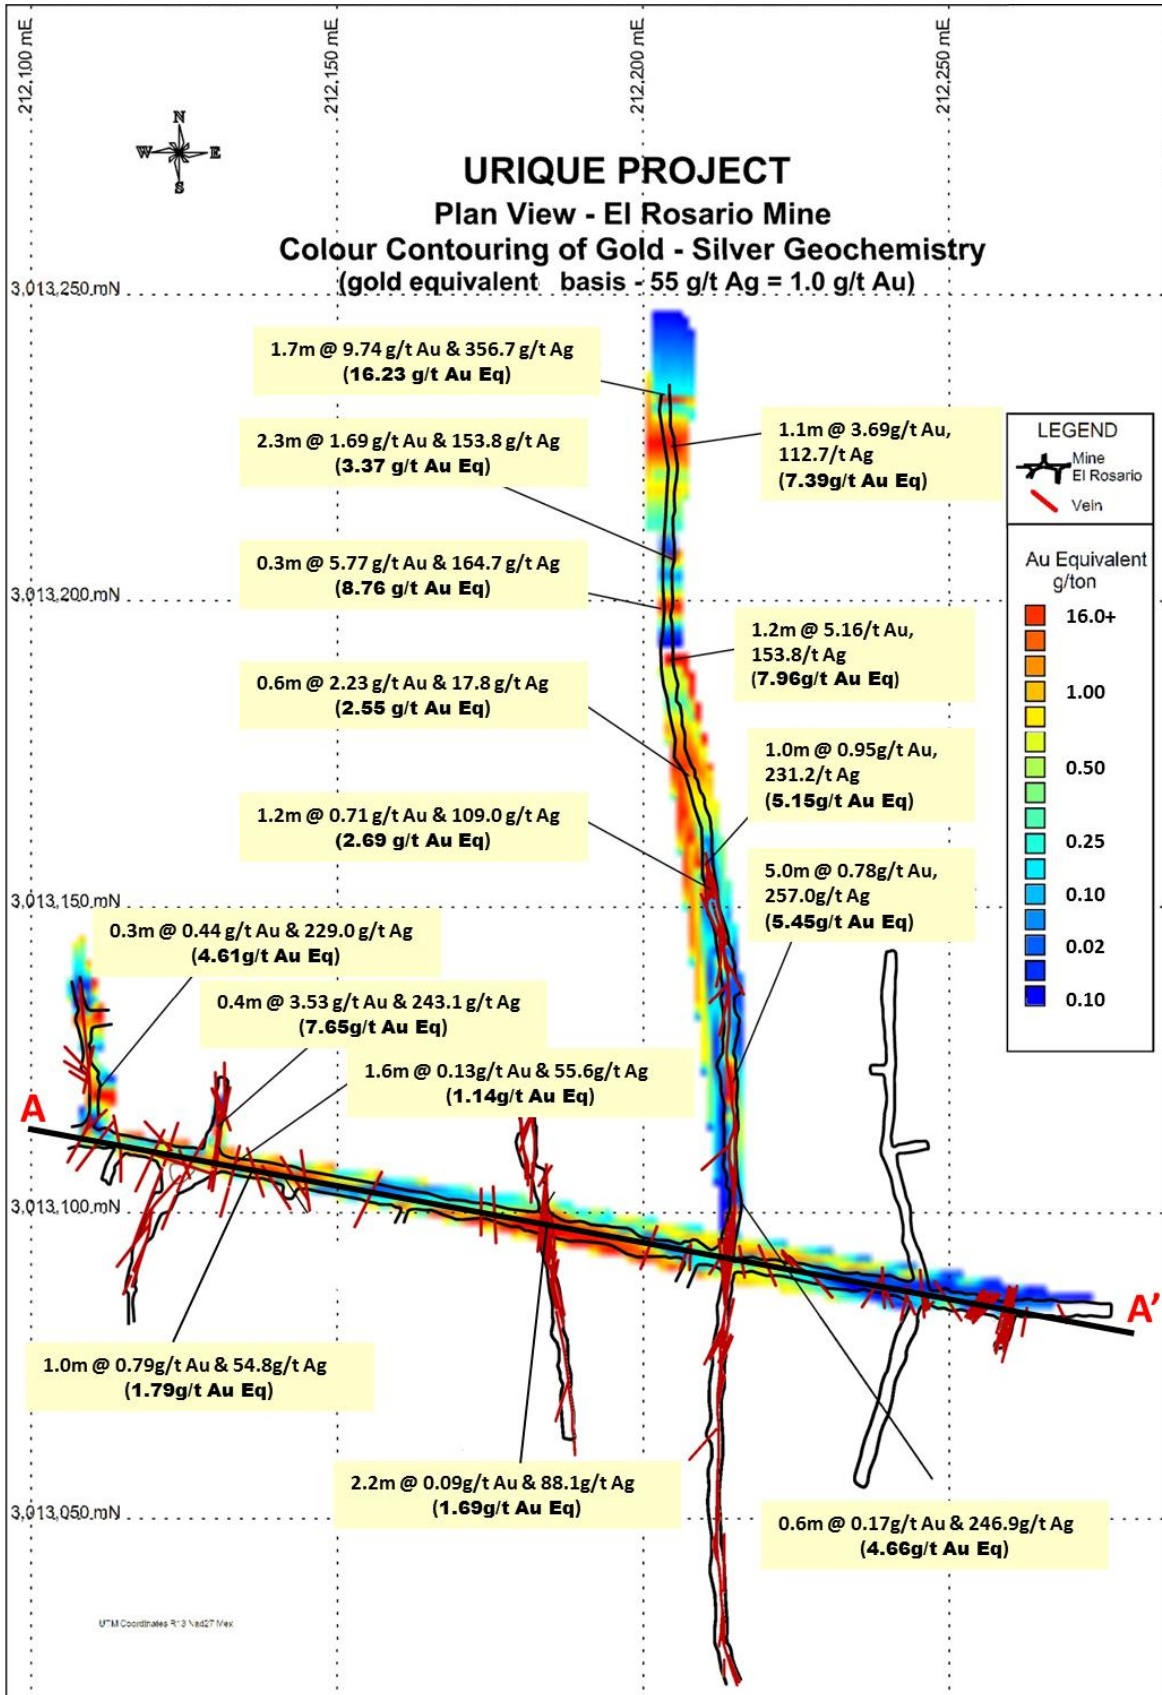 212,100 mE
212,150 mE
212,200 mE
212,250 mE
N
W E
S
URIQUE PROJECT
Plan View - El Rosario Mine
Colour Contouring of Gold - Silver Geochemistry
(gold equivalent basis - 55 g/t Ag = 1.0 g/t Au)
3,013,250 mN
1.7m @ 9.74 g/t Au & 356.7 g/t Ag
(16.23 g/t Au Eq)
2.3m @ 1.69 g/t Au & 153.8 g/t Ag
(3.37 g/t Au Eq)
1.1m @ 3.69g/t Au,
112.7/t Ag
(7.39g/t Au Eq)
LEGEND
Mine
El Rosario
Vein
0.3m @ 5.77 g/t Au & 164.7 g/t Ag
(8.76 g/t Au Eq)
Au Equivalent
g/ton
16.0+
1.00
0.50
0.25
0.10
0.02
0.10
3,013,200 mN
1.2m @ 5.16/t Au,
153.8/t Ag
(7.96g/t Au Eq)
0.6m @ 2.23 g/t Au & 17.8 g/t Ag
(2.55 g/t Au Eq)
1.0m @ 0.95g/t Au,
231.2/t Ag
(5.15g/t Au Eq)
1.2m @ 0.71 g/t Au & 109.0 g/t Ag
(2.69 g/t Au Eq)
5.0m @ 0.78g/t Au,
257.0g/t Ag
(5.45g/t Au Eq)
3,013,150 mN
0.3m @ 0.44 g/t Au & 229.0 g/t Ag
(4.61g/t Au Eq)
0.4m @ 3.53 g/t Au & 243.1 g/t Ag
(7.65g/t Au Eq)
1.6m @ 0.13g/t Au & 55.6g/t Ag
(1.14g/t Au Eq)
A
3,013,100 mN
A'
1.0m @ 0.79g/t Au & 54.8g/t Ag
(1.79g/t Au Eq)
2.2m @ 0.09g/t Au & 88.1g/t Ag
(1.69g/t Au Eq)
3,013,050 mN
0.6m @ 0.17g/t Au & 246.9g/t Ag
(4.66g/t Au Eq)
UTM Coordinates R13 Nad27 Mex